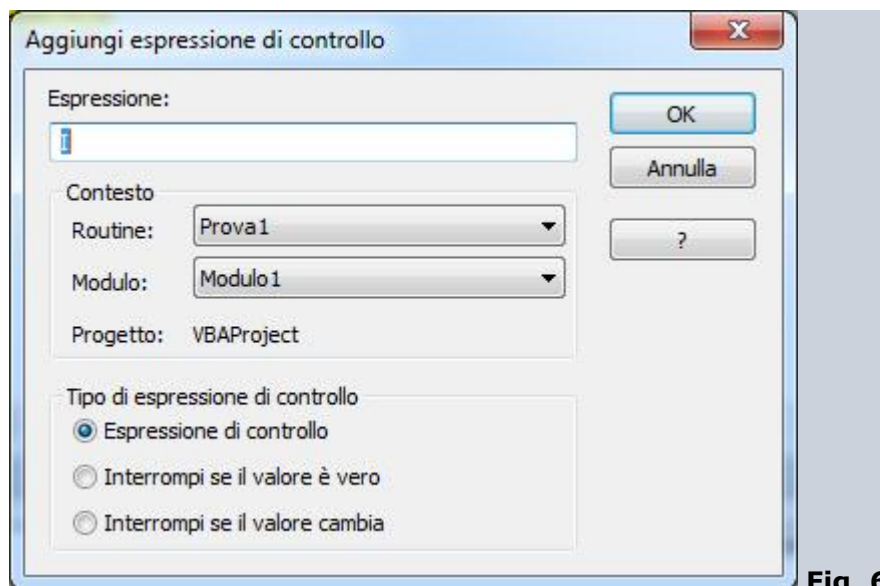 Aggiungi espressione di controllo
Espressione:
I
OK
Annulla
?
Contesto
Routine: Prova1
Modulo: Modulo1
Progetto: VBAProject
Tipo di espressione di controllo
Espressione di controllo
Interrompi se il valore è vero
Interrompi se il valore cambia
Fig. 6